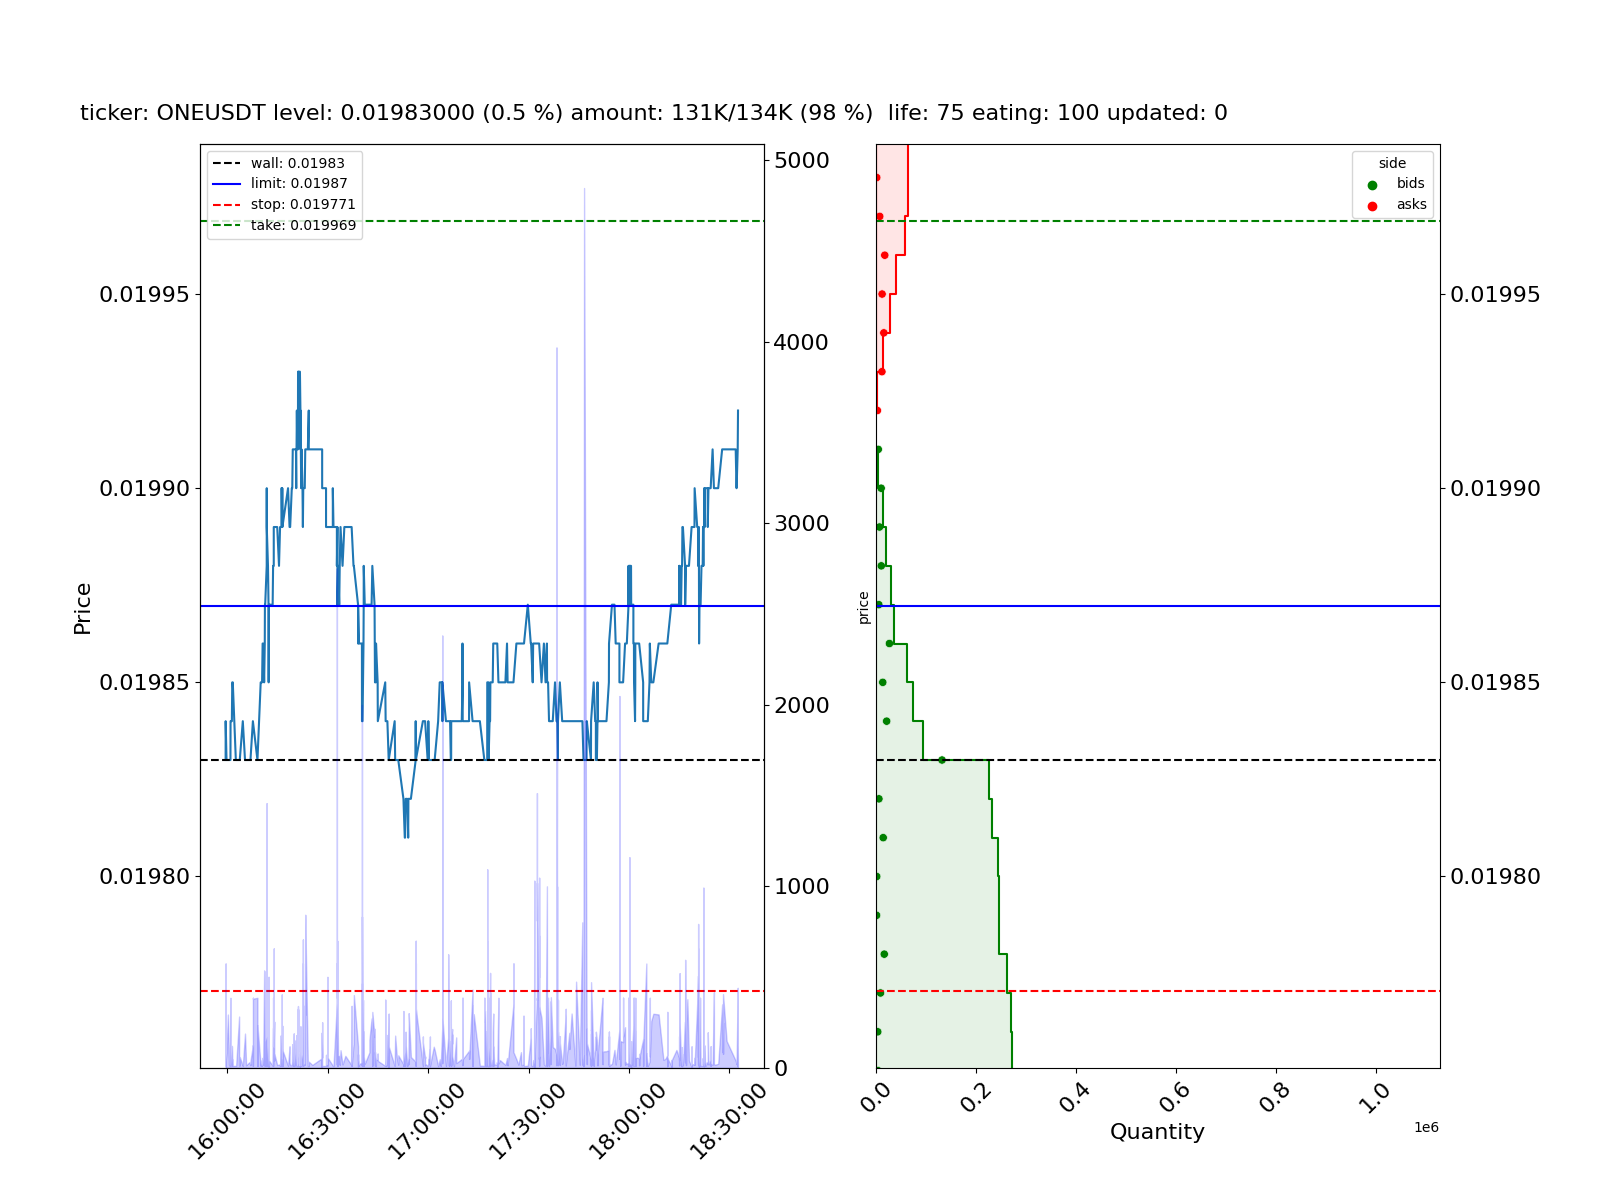 ticker: ONEUSDT level: 0.01983000 (0.5 %) amount: 131K/134K (98 %)  life: 75 eating: 100 updated: 0
wall: 0.01983
limit: 0.01987
stop: 0.019771
take: 0.019969
Price
0.01995
0.01990
0.01985
0.01980
5000
4000
3000
2000
1000
0
16:00:00
16:30:00
17:00:00
17:30:00
18:00:00
18:30:00
side
bids
asks
price
0.01995
0.01990
0.01985
0.01980
0.0
0.2
0.4
0.6
0.8
1.0
1e6
Quantity